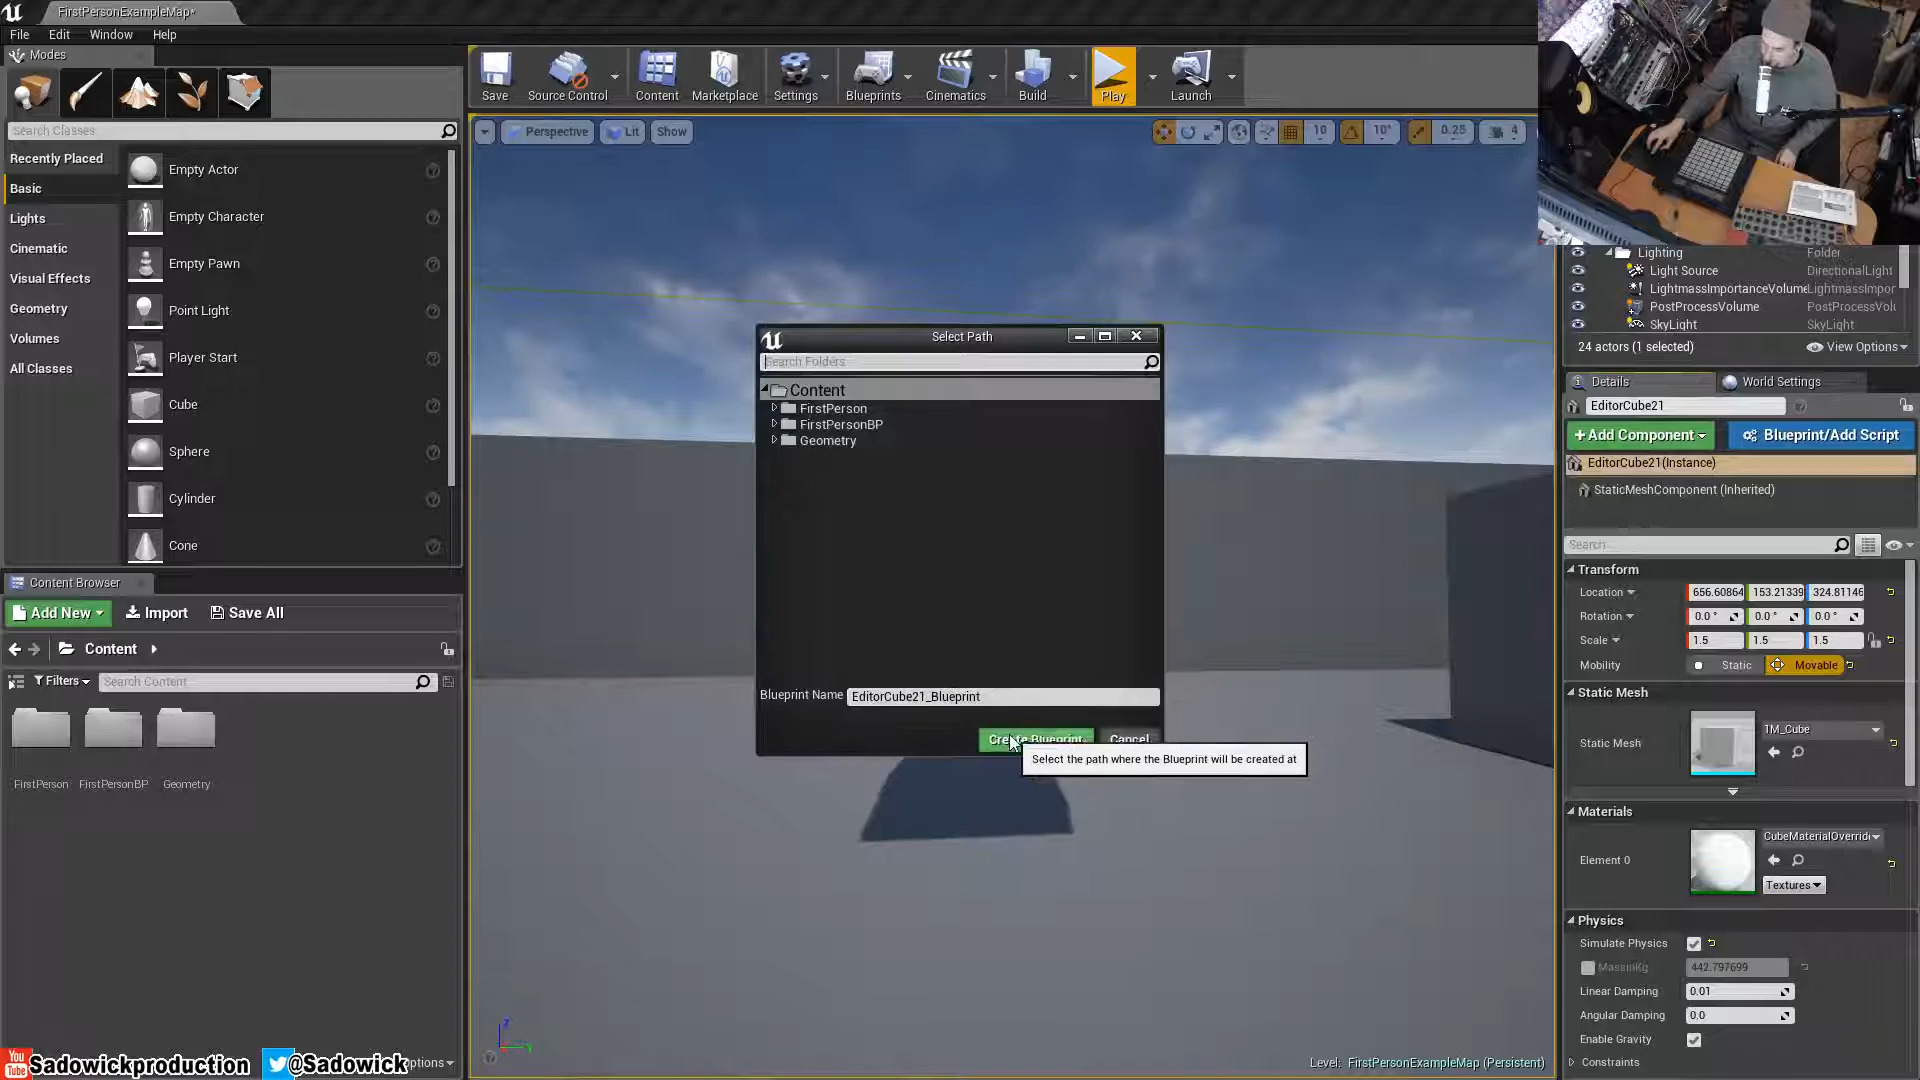 FirstPersonExampleMap*
File Edit Window Help
Modes
Search Classes
Recently Placed
Basic
Lights
Cinematic
Visual Effects
Geometry
Volumes
All Classes
Empty Actor
Empty Character
Empty Pawn
Point Light
Player Start
Cube
Sphere
Cylinder
Cone
Save
Source Control
Content
Marketplace
Settings
Blueprints
Cinematics
Build
Play
Launch
Perspective
Lit
Show
10
10°
0.25
4
Select Path
Search Folders
Content
FirstPerson
FirstPersonBP
Geometry
Blueprint Name
EditorCube21_Blueprint
Create Blueprint
Cancel
Select the path where the Blueprint will be created at
Level: FirstPersonExampleMap (Persistent)
Content Browser
Add New
Import
Save All
Content
Filters
Search Content
FirstPerson
FirstPersonBP
Geometry
You Tube
Sadowickproduction
@Sadowick
ptions
Lighting Folder
Light Source DirectionalLight
LightmassImportanceVolume LightmassImpor
PostProcessVolume PostProcessVolu
SkyLight SkyLight
24 actors (1 selected)
View Options
Details
World Settings
EditorCube21
+Add Component
Blueprint/Add Script
EditorCube21(Instance)
StaticMeshComponent (Inherited)
Search
Transform
Location 656.60864 153.21339 324.81146
Rotation 0.0 ° 0.0 ° 0.0 °
Scale 1.5 1.5 1.5
Mobility Static Movable
Static Mesh
Static Mesh
1M_Cube
Materials
Element 0
CubeMaterialOverride
Textures
Physics
Simulate Physics
MassInKg 442.797699
Linear Damping 0.01
Angular Damping 0.0
Enable Gravity
Constraints